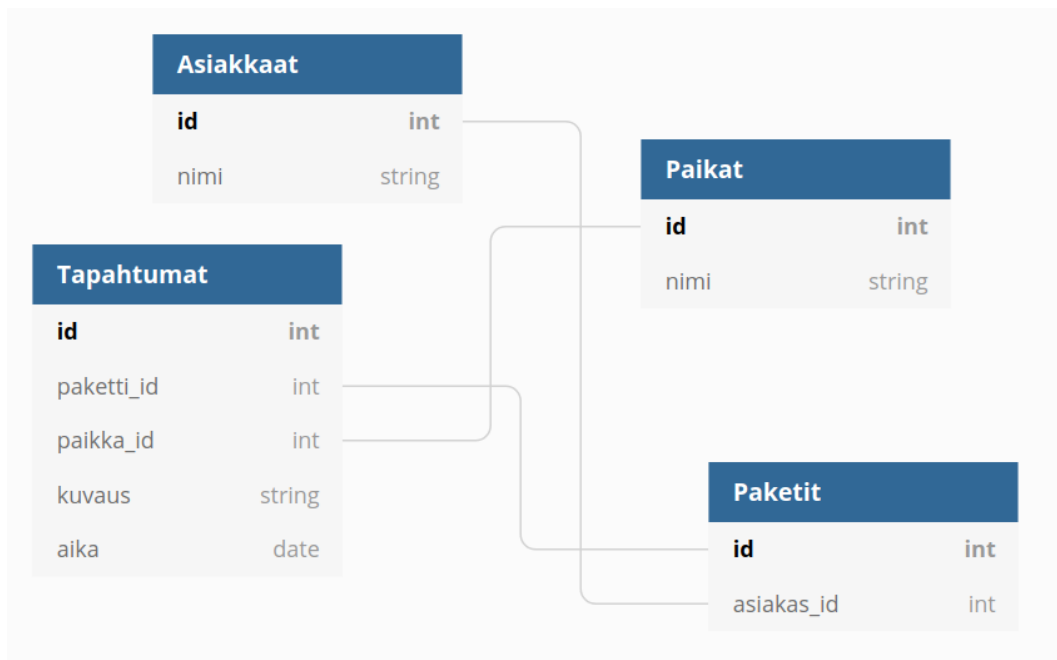 Asiakkaat
id int
nimi string
Paikat
id int
nimi string
Tapahtumat
id int
paketti_id int
paikka_id int
kuvaus string
aika date
Paketit
id int
asiakas_id int